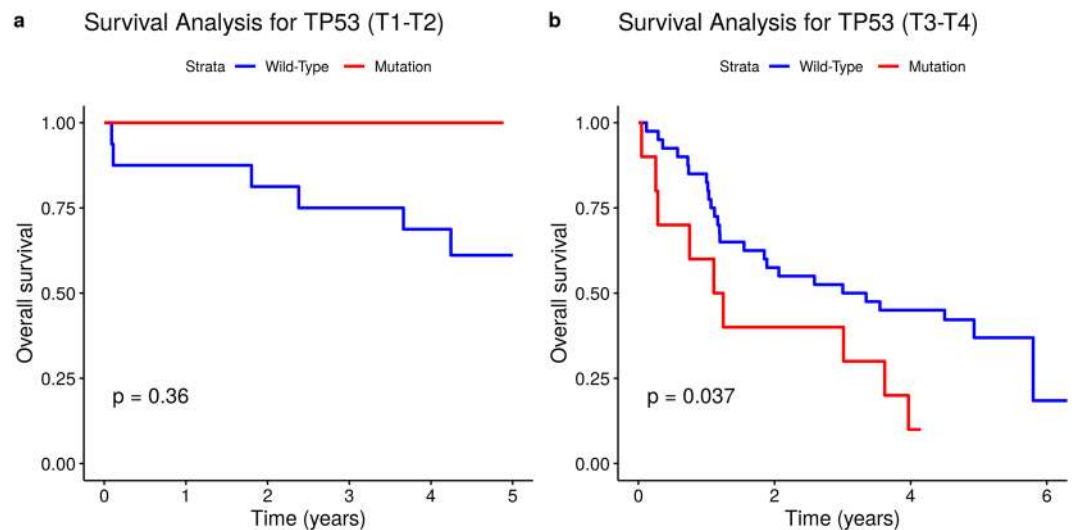 a Survival Analysis for TP53 (T1-T2)
Strata Wild-Type Mutation
1.00
0.75
0.50
0.25
0.00
Overall survival
p = 0.36
0 1 2 3 4 5
Time (years)
b Survival Analysis for TP53 (T3-T4)
Strata Wild-Type Mutation
1.00
0.75
0.50
0.25
0.00
Overall survival
p = 0.037
0 2 4 6
Time (years)